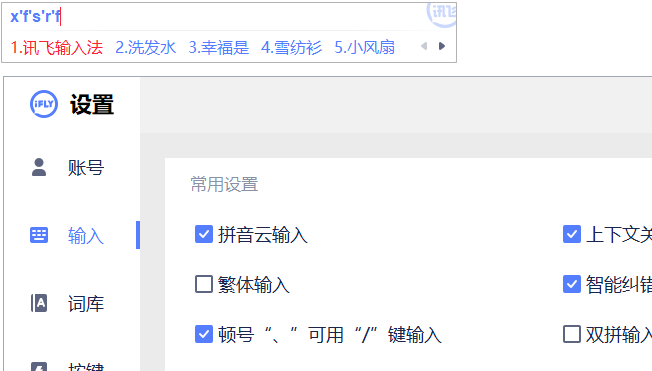 x'f's'r'f
讯飞
1.讯飞输入法 2.洗发水 3.幸福是 4.雪纺衫 5.小风扇
iFLY 设置
账号
常用设置
输入
拼音云输入 上下文关
繁体输入 智能纠错
词库
顿号“、”可用“/”键输入 双拼输入
按键